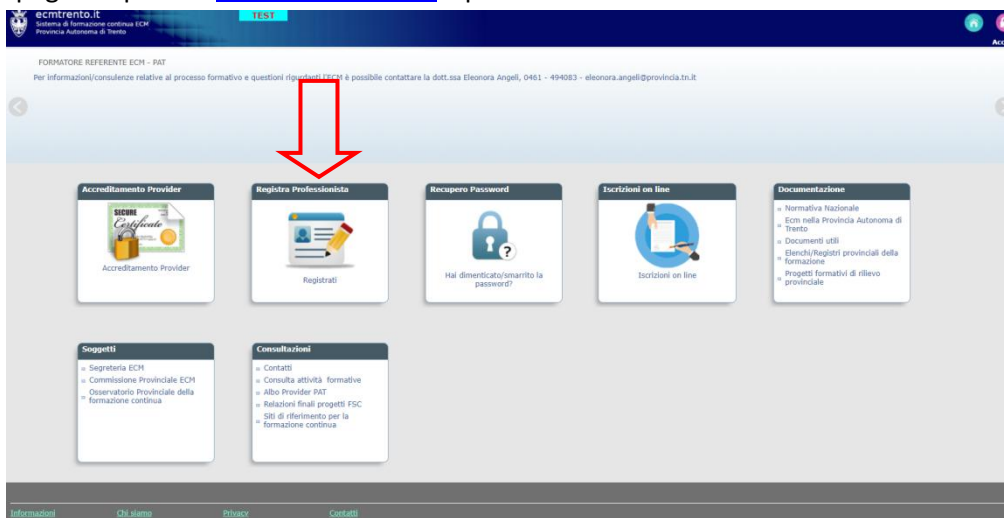 ecmtrento.it
TEST
Sistema di formazione continua ECM
Provincia Autonoma di Trento
FORMATORE REFERENTE ECM - PAT
Per informazioni/consulenze relative al processo formativo e questioni rigurdanti l'ECM è possibile contattare la dott.ssa Eleonora Angeli, 0461 - 494083 - eleonora.angeli@provincia.tn.it
Accreditamento Provider
SECURE
Certificate
Accreditamento Provider
Registra Professionista
Registrati
Recupero Password
?
Hai dimenticato/smarrito la
password?
Iscrizioni on line
Iscrizioni on line
Documentazione
Normativa Nazionale
Ecm nella Provincia Autonoma di
Trento
Documenti utili
Elenchi/Registri provinciali della
formazione
Progetti formativi di rilievo
provinciale
Soggetti
Segreteria ECM
Commissione Provinciale ECM
Osservatorio Provinciale della
formazione continua
Consultazioni
Contatti
Consulta attività formative
Albo Provider PAT
Relazioni finali progetti FSC
Siti di riferimento per la
formazione continua
Informazioni
Chi siamo
Privacy
Contatti